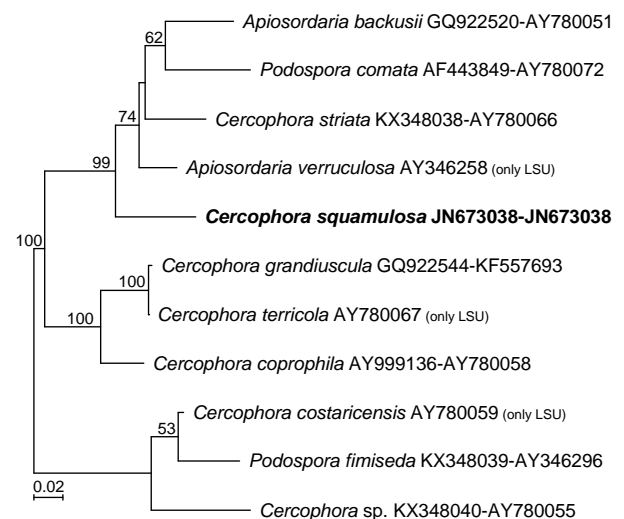 Apiosordaria backusii GQ922520-AY780051
62
Podospora comata AF443849-AY780072
74
Cercophora striata KX348038-AY780066
99
Apiosordaria verruculosa AY346258 (only LSU)
Cercophora squamulosa JN673038-JN673038
100
Cercophora grandiuscula GQ922544-KF557693
100
Cercophora terricola AY780067 (only LSU)
100
Cercophora coprophila AY999136-AY780058
Cercophora costaricensis AY780059 (only LSU)
53
Podospora fimiseda KX348039-AY346296
0.02
Cercophora sp. KX348040-AY780055